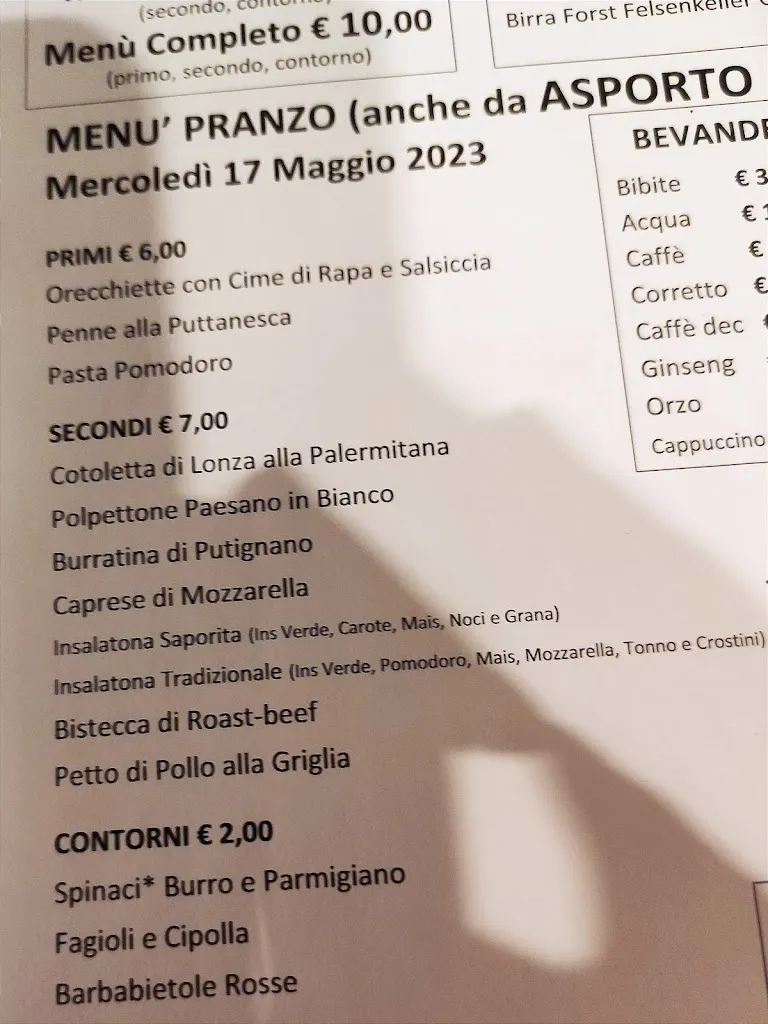 (secondo, contorno,
Menù Completo € 10,00
(primo, secondo, contorno)
Birra Forst Felsenkeller
MENU’ PRANZO (anche da ASPORTO
Mercoledì 17 Maggio 2023
PRIMI € 6,00
Orecchiette con Cime di Rapa e Salsiccia
Penne alla Puttanesca
Pasta Pomodoro
SECONDI € 7,00
Cotoletta di Lonza alla Palermitana
Polpettone Paesano in Bianco
Burratina di Putignano
Caprese di Mozzarella
Insalatona Saporita (Ins Verde, Carote, Mais, Noci e Grana)
Insalatona Tradizionale (Ins Verde, Pomodoro, Mais, Mozzarella, Tonno e Crostini)
Bistecca di Roast-beef
Petto di Pollo alla Griglia
CONTORNI € 2,00
Spinaci* Burro e Parmigiano
Fagioli e Cipolla
Barbabietole Rosse
BEVANDE
Bibite € 3
Acqua € 1
Caffè €
Corretto €
Caffè dec €
Ginseng
Orzo
Cappuccino